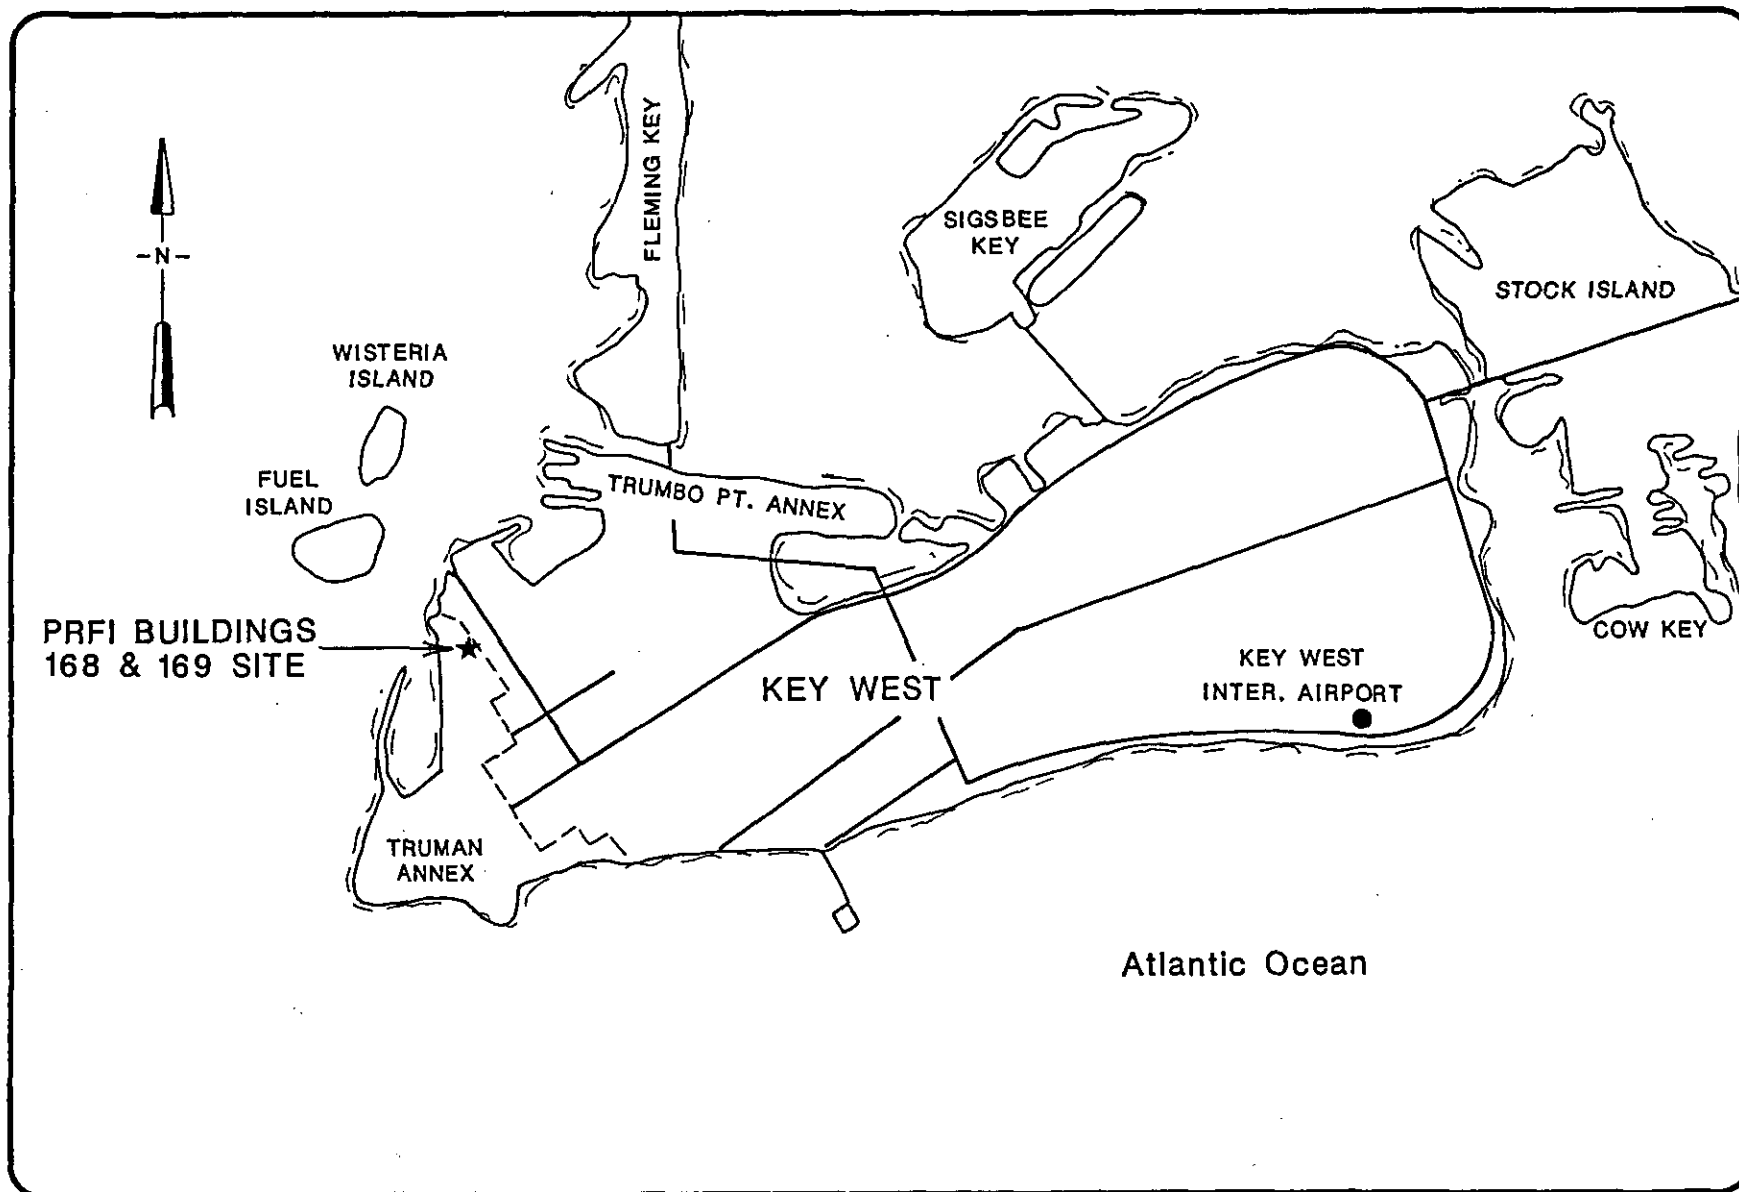 FLEMING KEY
SIGSBEE
KEY
-N-
STOCK ISLAND
WISTERIA
ISLAND
FUEL
ISLAND
TRUMBO PT. ANNEX
PRFI BUILDINGS
168 & 169 SITE
COW KEY
KEY WEST
INTER. AIRPORT
KEY WEST
TRUMAN
ANNEX
Atlantic Ocean